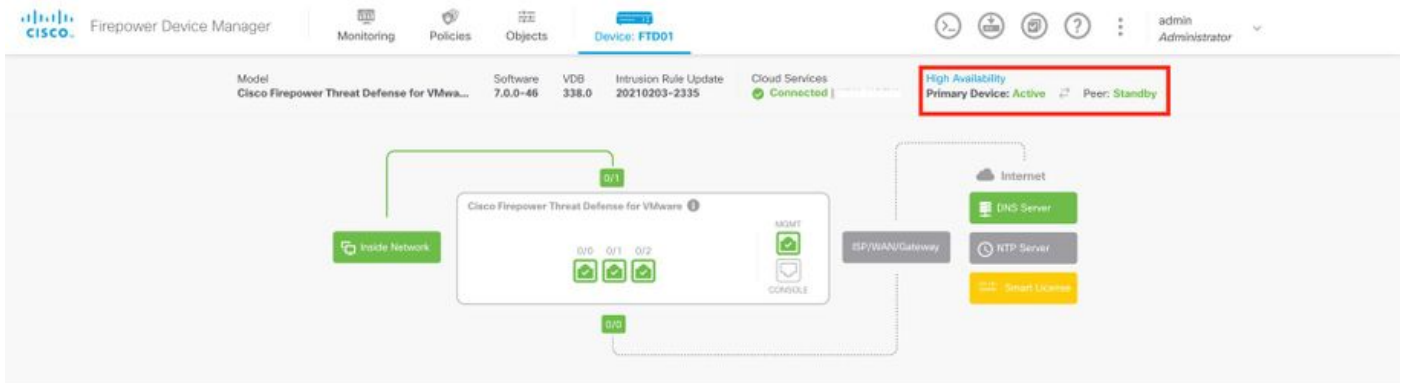 CISCO
Firepower Device Manager
Monitoring
Policies
Objects
Device: FTD01
admin
Administrator
Model
Cisco Firepower Threat Defense for VMwa...
Software
7.0.0-46
VDB
338.0
Intrusion Rule Update
20210203-2335
Cloud Services
Connected |
High Availability
Primary Device: Active Peer: Standby
0/1
Internet
Cisco Firepower Threat Defense for VMware
DNS Server
MGMT
Inside Network
0/0 0/1 0/2
ISP/WAN/Gateway
NTP Server
CONSOLE
Smart License
0/0